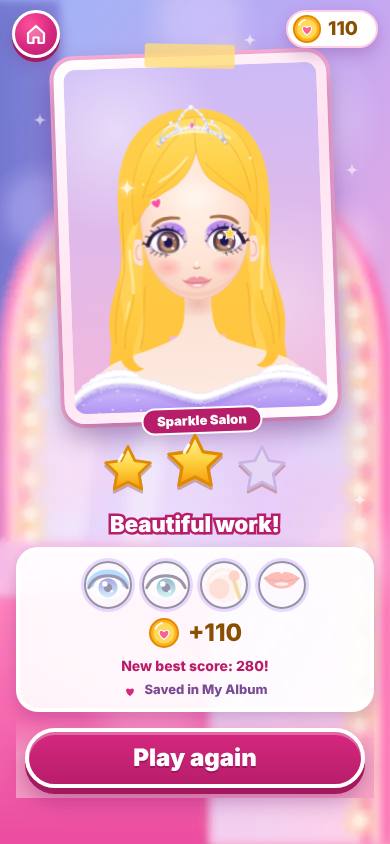 110
Sparkle Salon
Beautiful work!
+110
New best score: 280!
Saved in My Album
Play again